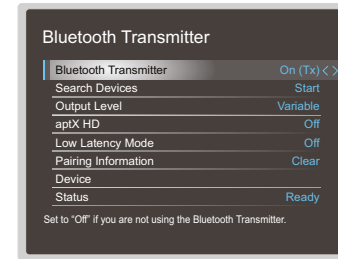 Bluetooth Transmitter
Bluetooth Transmitter On (Tx) < >
Search Devices Start
Output Level Variable
aptX HD Off
Low Latency Mode Off
Pairing Information Clear
Device
Status Ready
Set to “Off” if you are not using the Bluetooth Transmitter.